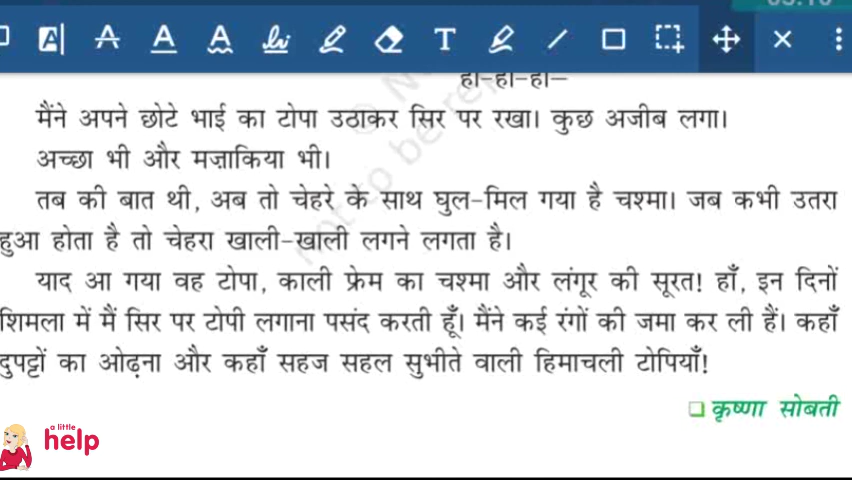 हा-हा-हा-
मैंने अपने छोटे भाई का टोपा उठाकर सिर पर रखा। कुछ अजीब लगा।
अच्छा भी और मज़ाकिया भी।
तब की बात थी, अब तो चेहरे के साथ घुल-मिल गया है चश्मा। जब कभी उतरा
हुआ होता है तो चेहरा खाली-खाली लगने लगता है।
याद आ गया वह टोपा, काली फ्रेम का चश्मा और लंगूर की सूरत! हाँ, इन दिनों
शिमला में मैं सिर पर टोपी लगाना पसंद करती हूँ। मैंने कई रंगों की जमा कर ली हैं। कहाँ
दुपट्टों का ओढ़ना और कहाँ सहज सहल सुभीते वाली हिमाचली टोपियाँ!
कृष्णा सोबती
a little
help